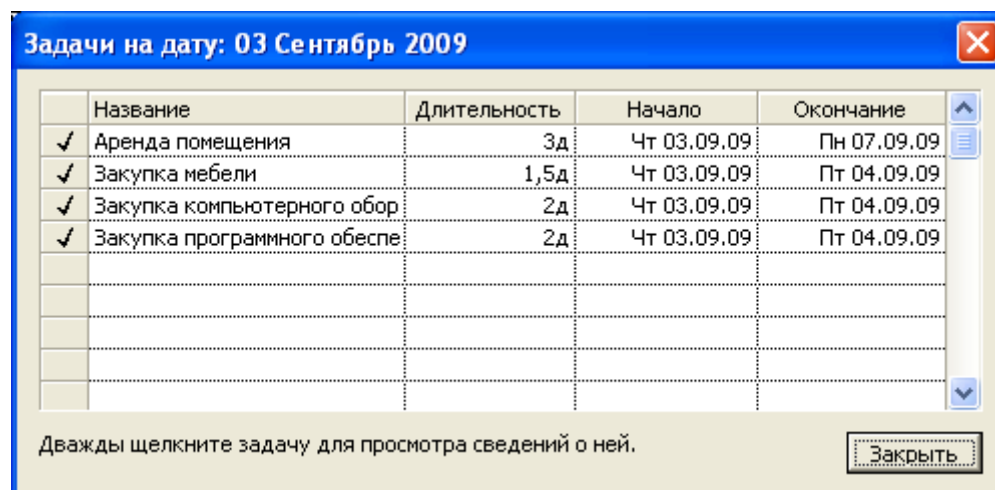 Задачи на дату: 03 Сентябрь 2009
Название Длительность Начало Окончание
Аренда помещения 3д Чт 03.09.09 Пн 07.09.09
Закупка мебели 1,5д Чт 03.09.09 Пт 04.09.09
Закупка компьютерного обор 2д Чт 03.09.09 Пт 04.09.09
Закупка программного обеспе 2д Чт 03.09.09 Пт 04.09.09
Дважды щелкните задачу для просмотра сведений о ней.
Закрыть